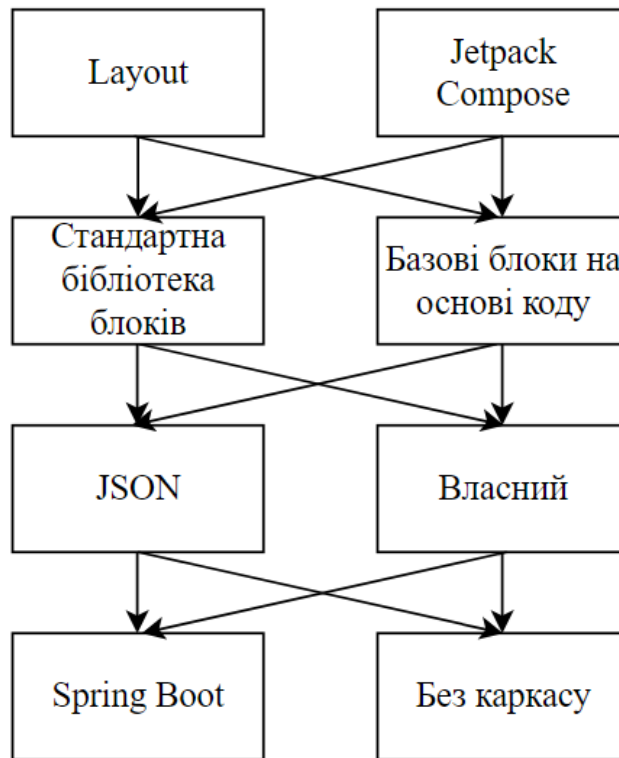 Layout
Jetpack
Compose
Стандартна
бібліотека
блоків
Базові блоки на
основі коду
JSON
Власний
Spring Boot
Без каркасу